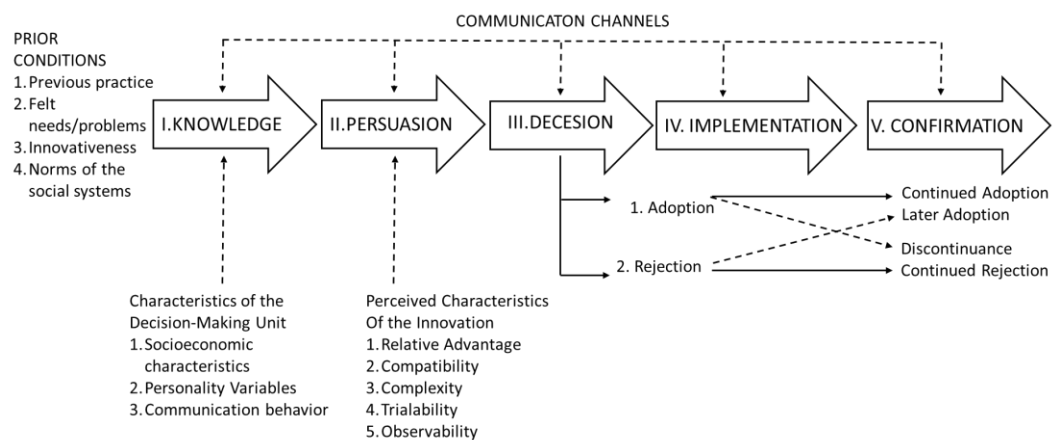 COMMUNICATON CHANNELS
PRIOR
CONDITIONS
1. Previous practice
2. Felt
needs/problems
3. Innovativeness
4. Norms of the
social systems
I.KNOWLEDGE
II.PERSUASION
III.DECESION
IV. IMPLEMENTATION
V. CONFIRMATION
1. Adoption
2. Rejection
Continued Adoption
Later Adoption
Discontinuance
Continued Rejection
Characteristics of the
Decision-Making Unit
1. Socioeconomic
characteristics
2. Personality Variables
3. Communication behavior
Perceived Characteristics
Of the Innovation
1. Relative Advantage
2. Compatibility
3. Complexity
4. Trialability
5. Observability